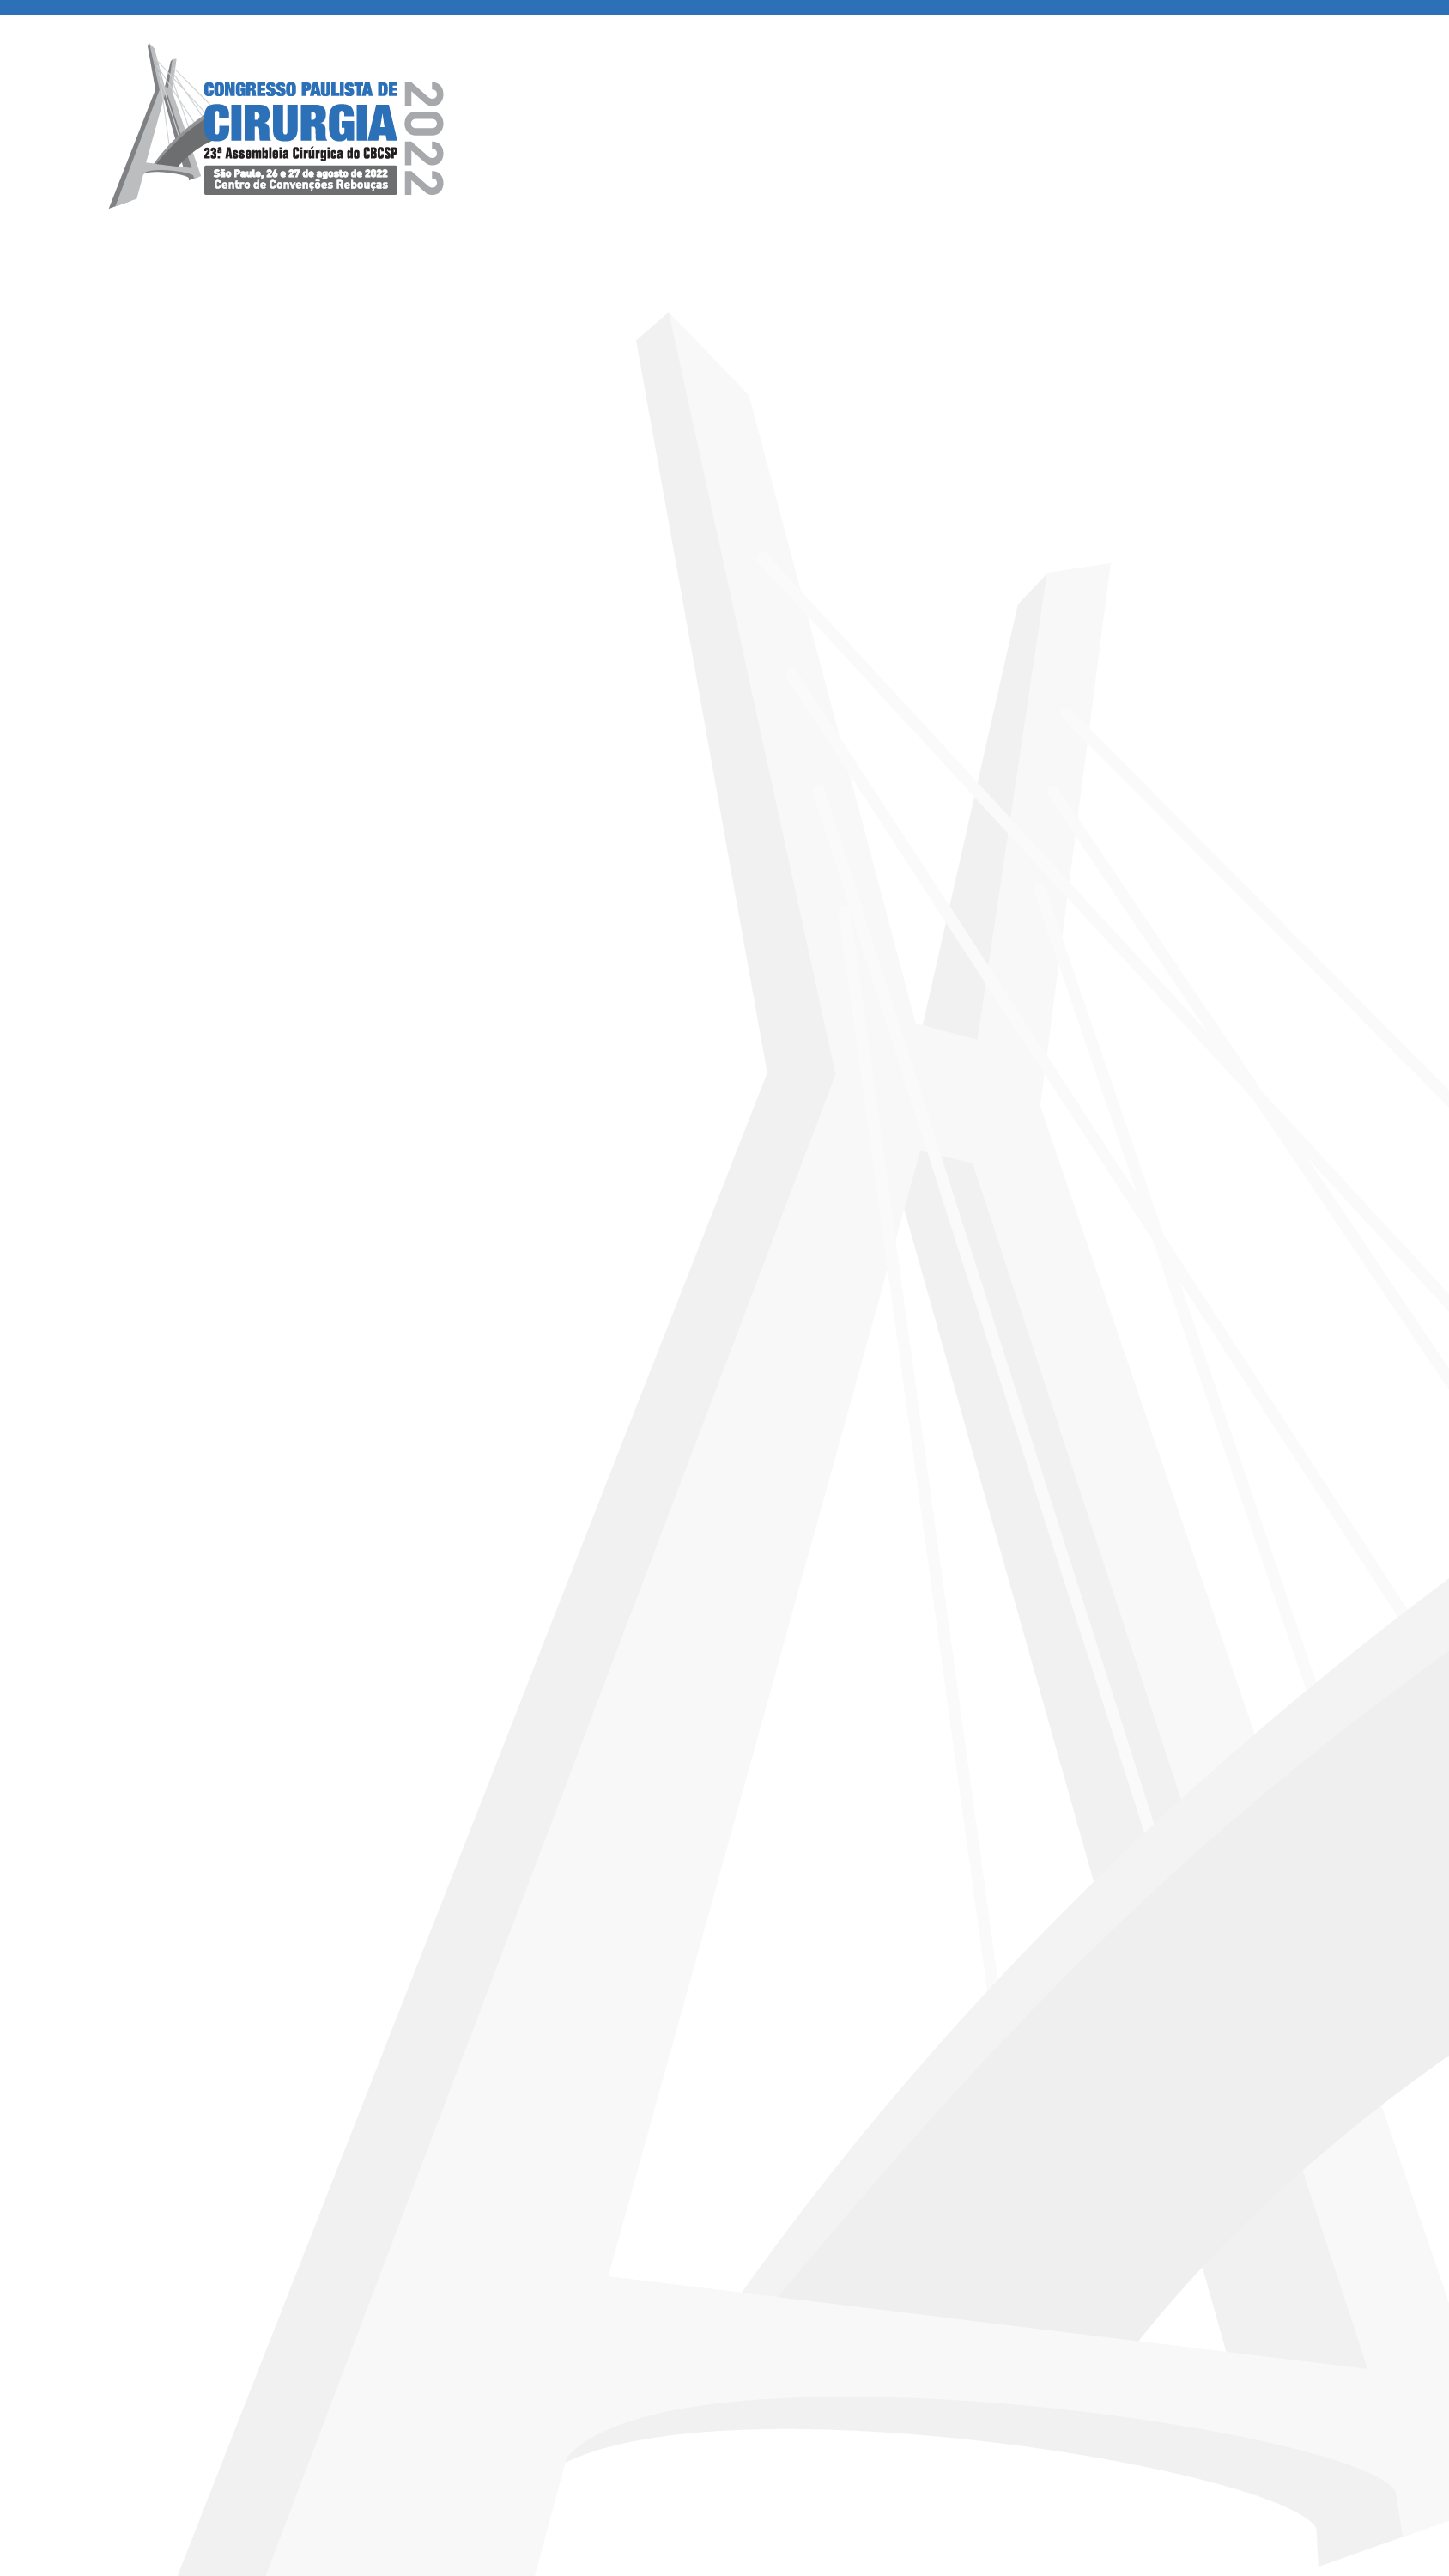 CONGRESSO PAULISTA DE
CIRURGIA
23ª Assembleia Cirúrgica do CBCSP
São Paulo, 26 e 27 de agosto de 2022
Centro de Convenções Rebouças
2022